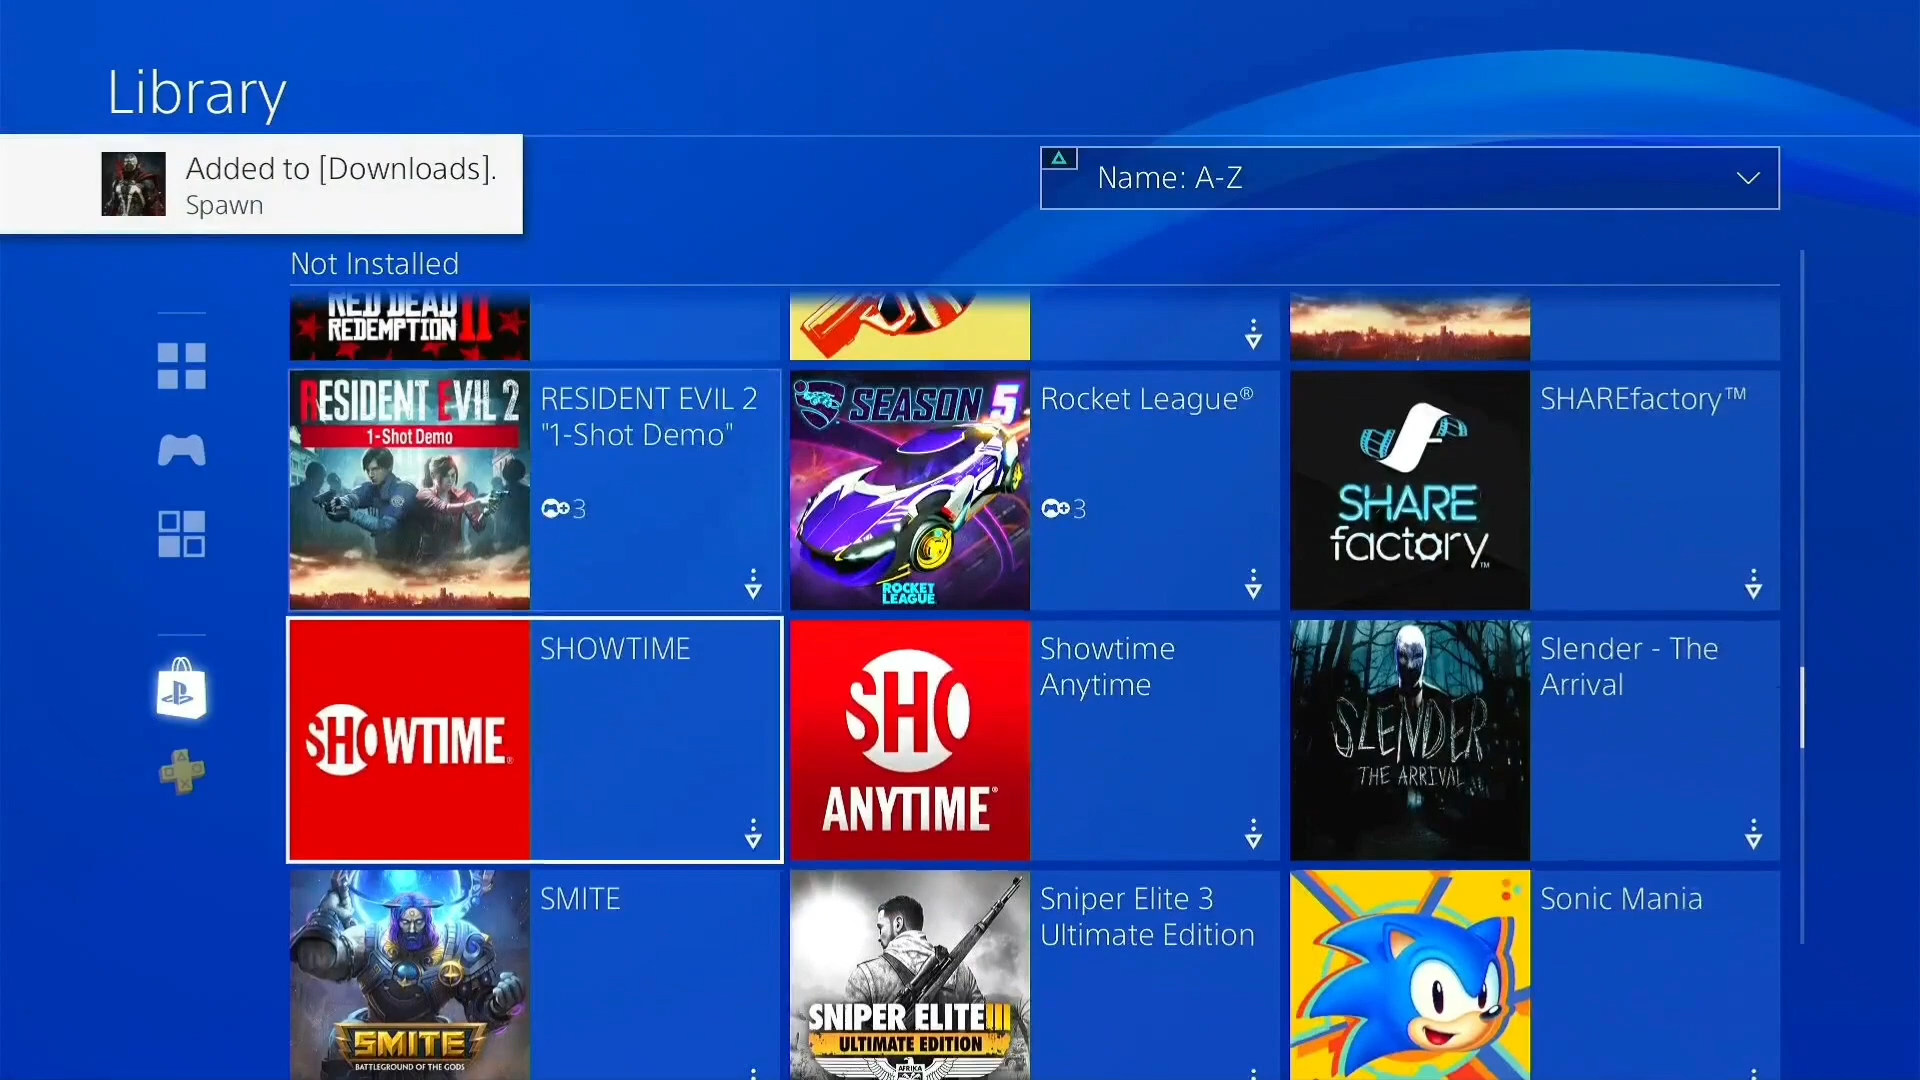 Library
Added to [Downloads].
Spawn
Name: A-Z
Not Installed
RED DEAD
REDEMPTION II
RESIDENT EVIL 2
1-Shot Demo
RESIDENT EVIL 2
"1-Shot Demo"
3
SEASON 5
ROCKET
LEAGUE
Rocket League®
3
SHARE
factory™
SHAREfactory™
SHOWTIME®
SHOWTIME
SHO
ANYTIME®
Showtime
Anytime
SLENDER
THE ARRIVAL
Slender - The
Arrival
SMITE
BATTLEGROUND OF THE GODS
SMITE
SNIPER ELITE III
ULTIMATE EDITION
AFRIKA
Sniper Elite 3
Ultimate Edition
Sonic Mania